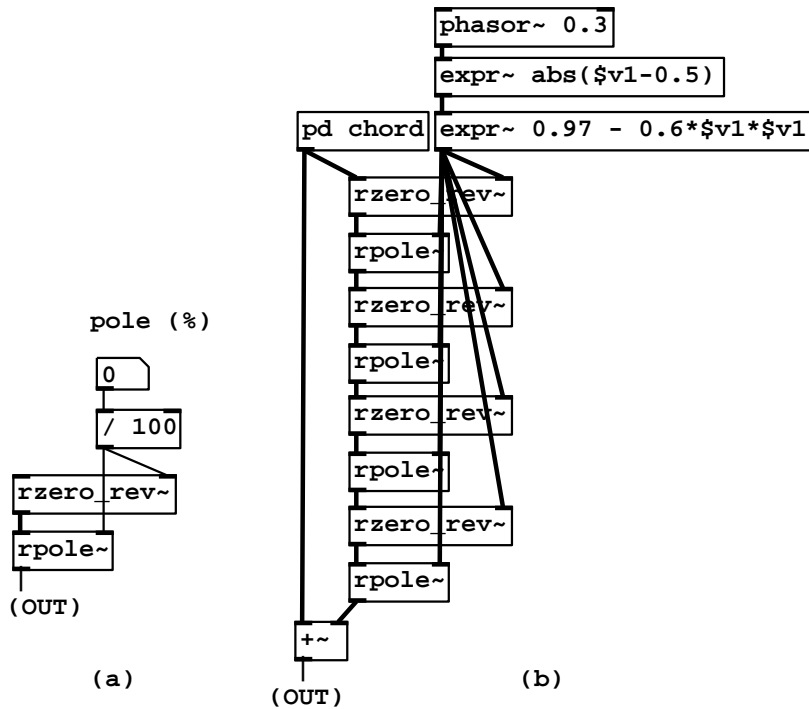 phasor~ 0.3
expr~ abs($v1-0.5)
pd chord
expr~ 0.97 - 0.6*$v1*$v1
rzero_rev~
rpole~
rzero_rev~
rpole~
rzero_rev~
rpole~
rzero_rev~
rpole~
+~
(OUT)
(b)
pole (%)
0
/ 100
rzero_rev~
rpole~
(OUT)
(a)